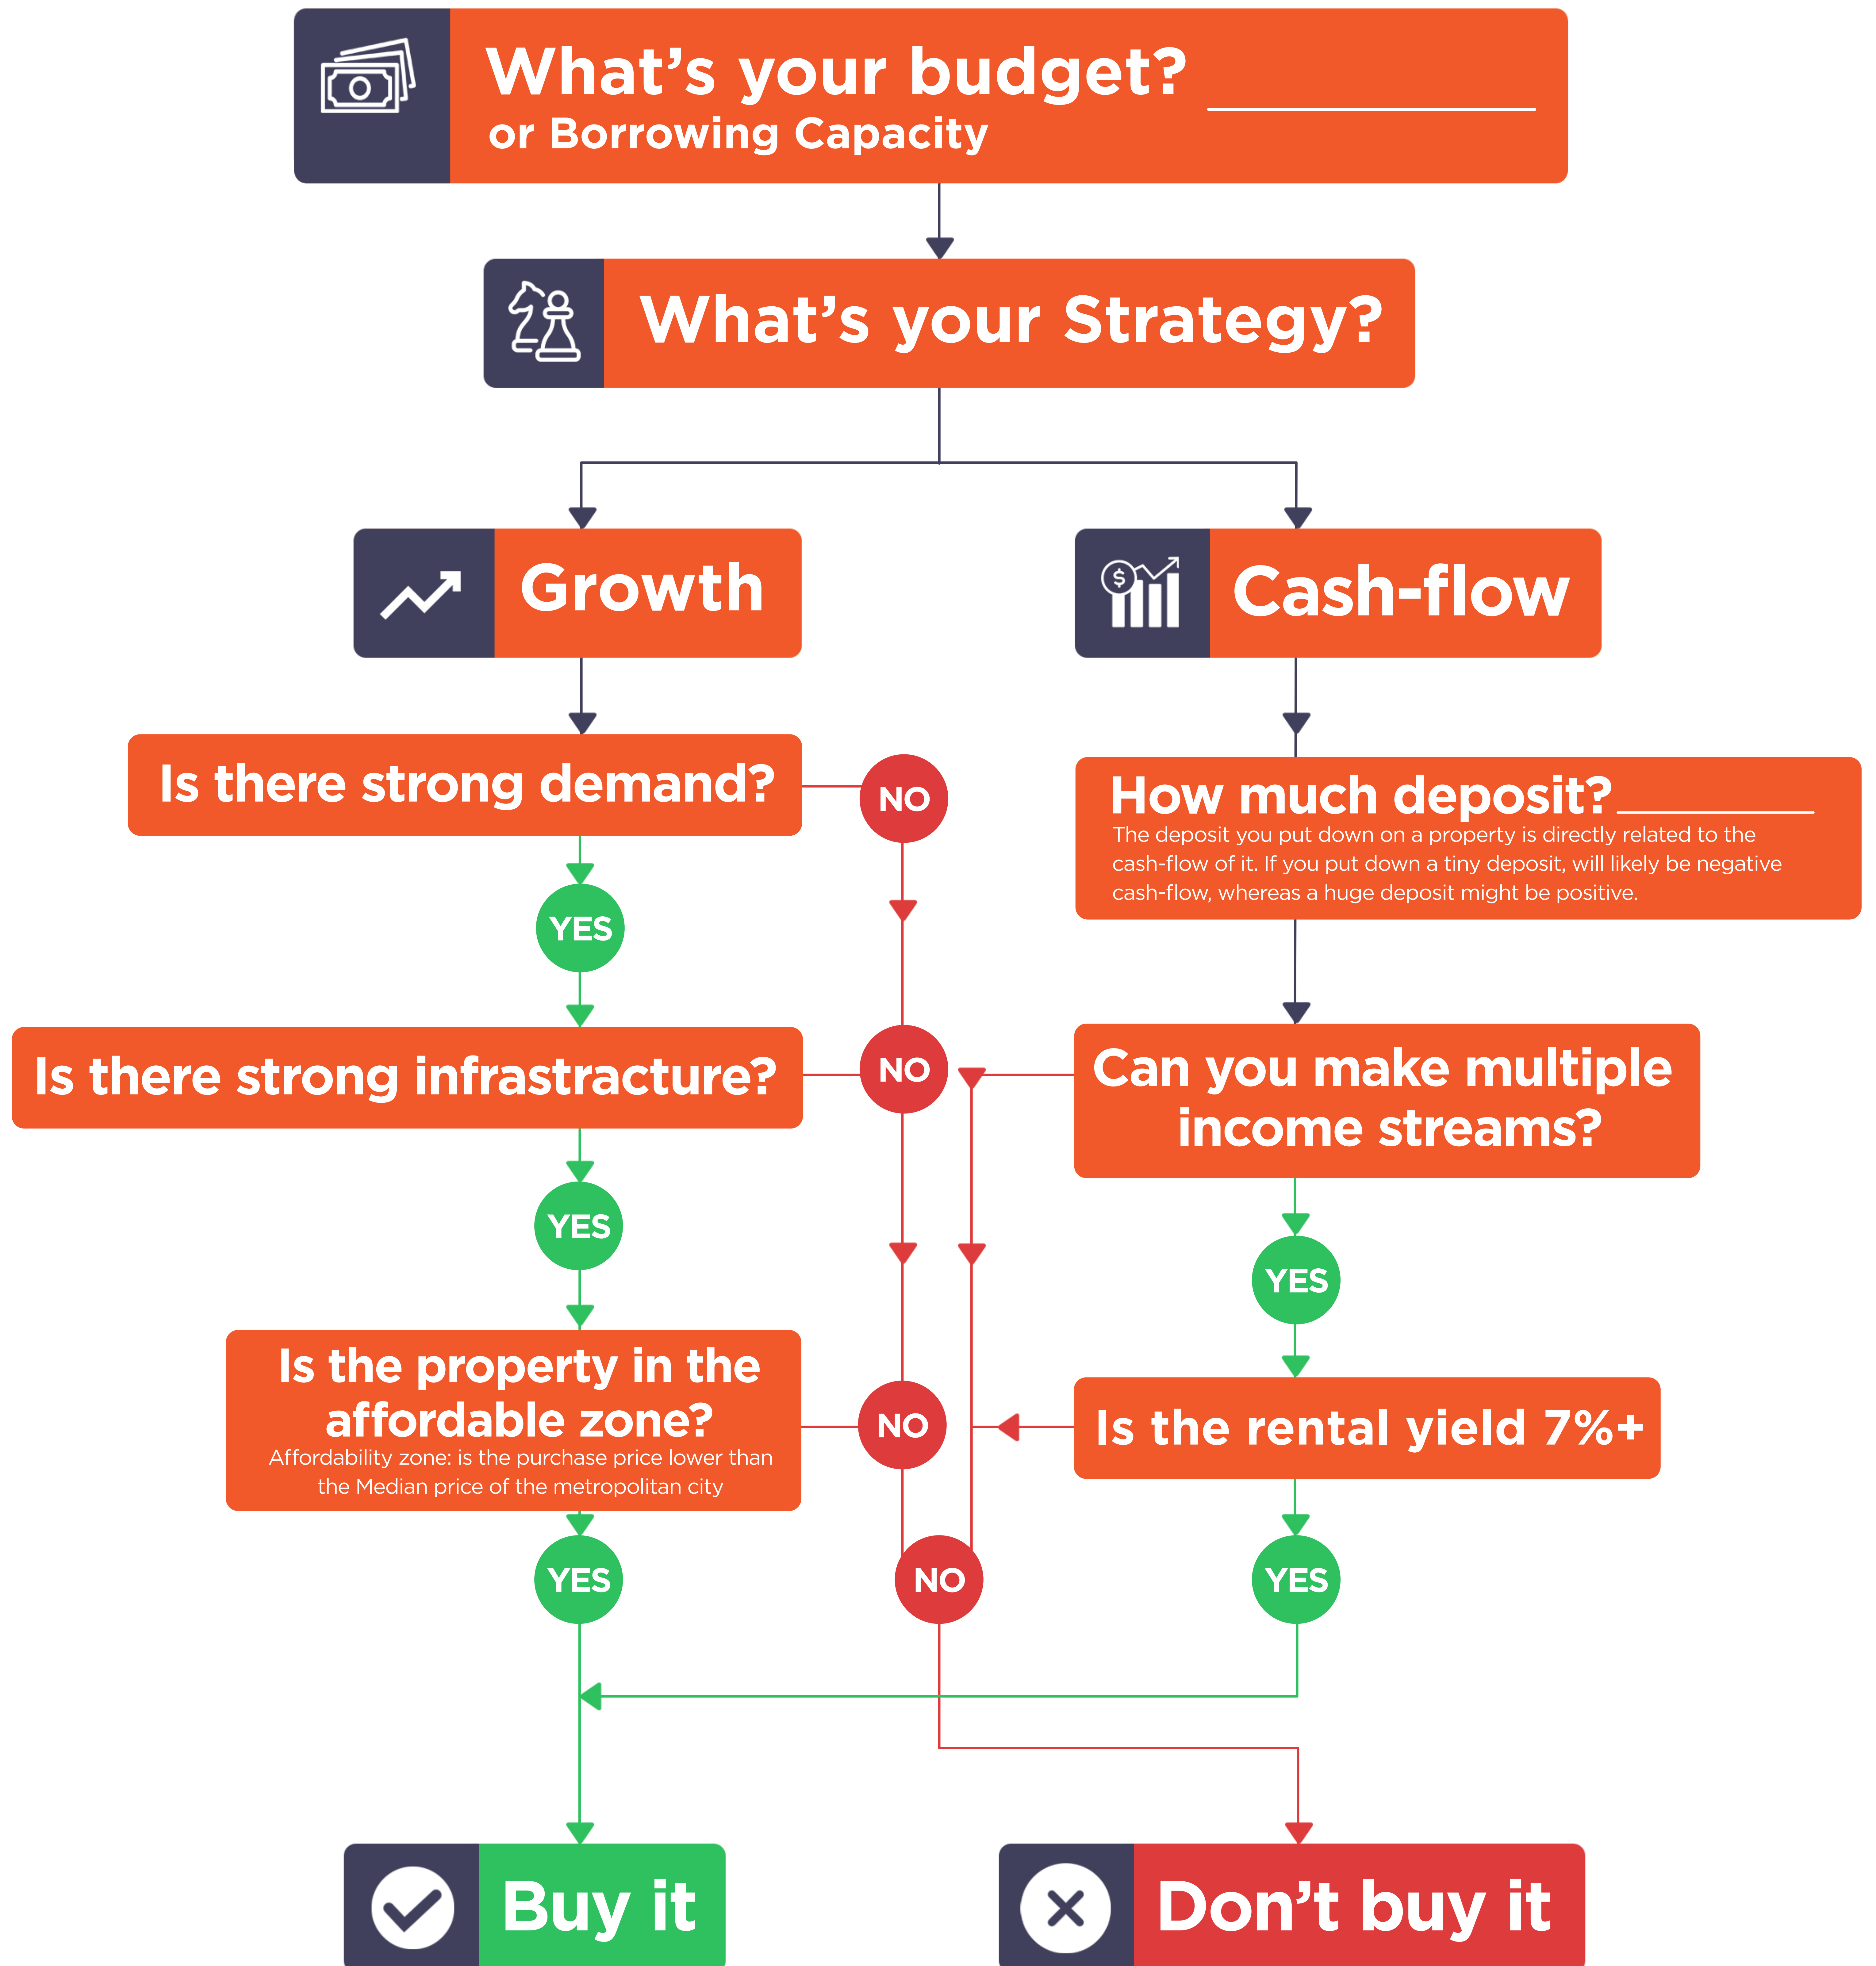 What's your budget?
or Borrowing Capacity
What's your Strategy?
Growth
Cash-flow
Is there strong demand?
NO
How much deposit?
The deposit you put down on a property is directly related to the
cash-flow of it. If you put down a tiny deposit, will likely be negative
cash-flow, whereas a huge deposit might be positive.
YES
Is there strong infrastracture?
NO
Can you make multiple
income streams?
YES
YES
Is the property in the
affordable zone?
Affordability zone: is the purchase price lower than
the Median price of the metropolitan city
NO
Is the rental yield 7%+
YES
NO
YES
Buy it
Don't buy it